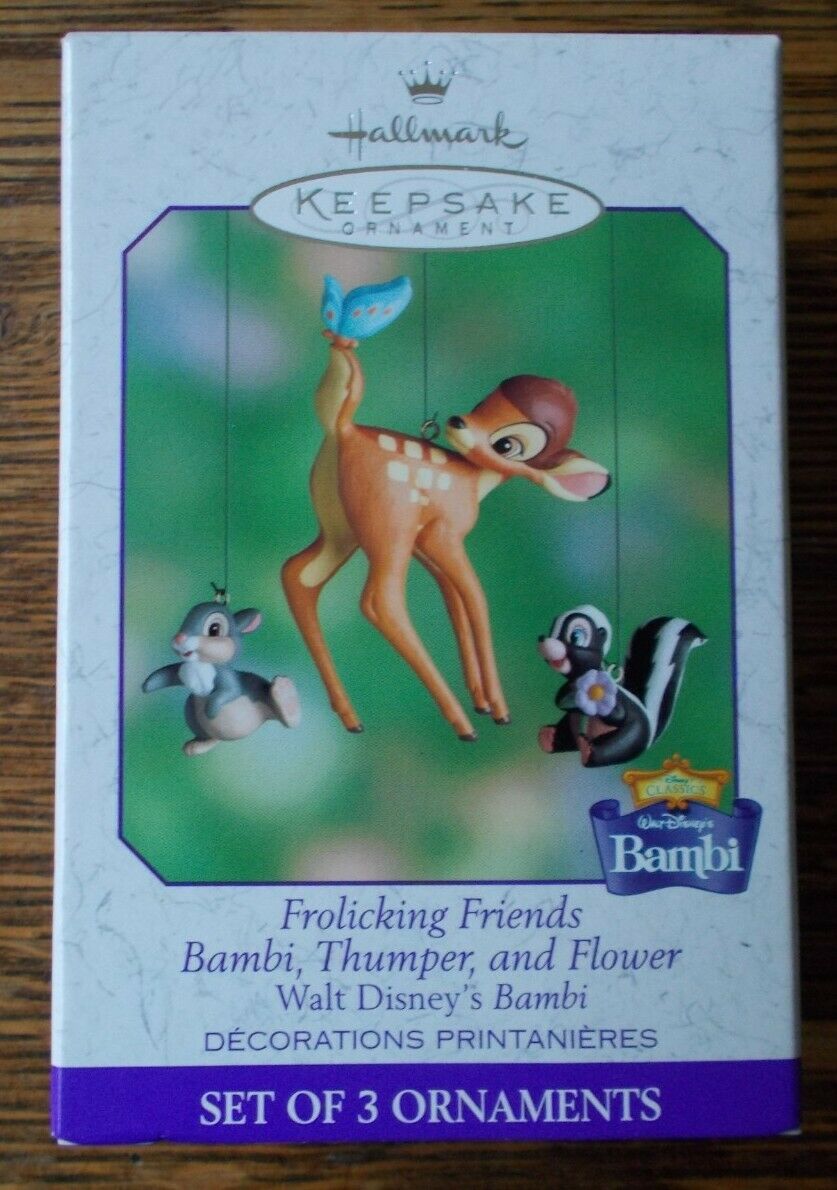 Hallmark
KEEPSAKE
ORNAMENT
Disney
CLASSICS
Walt Disney's
Bambi
Frolicking Friends
Bambi, Thumper, and Flower
Walt Disney's Bambi
DÉCORATIONS PRINTANIÈRES
SET OF 3 ORNAMENTS